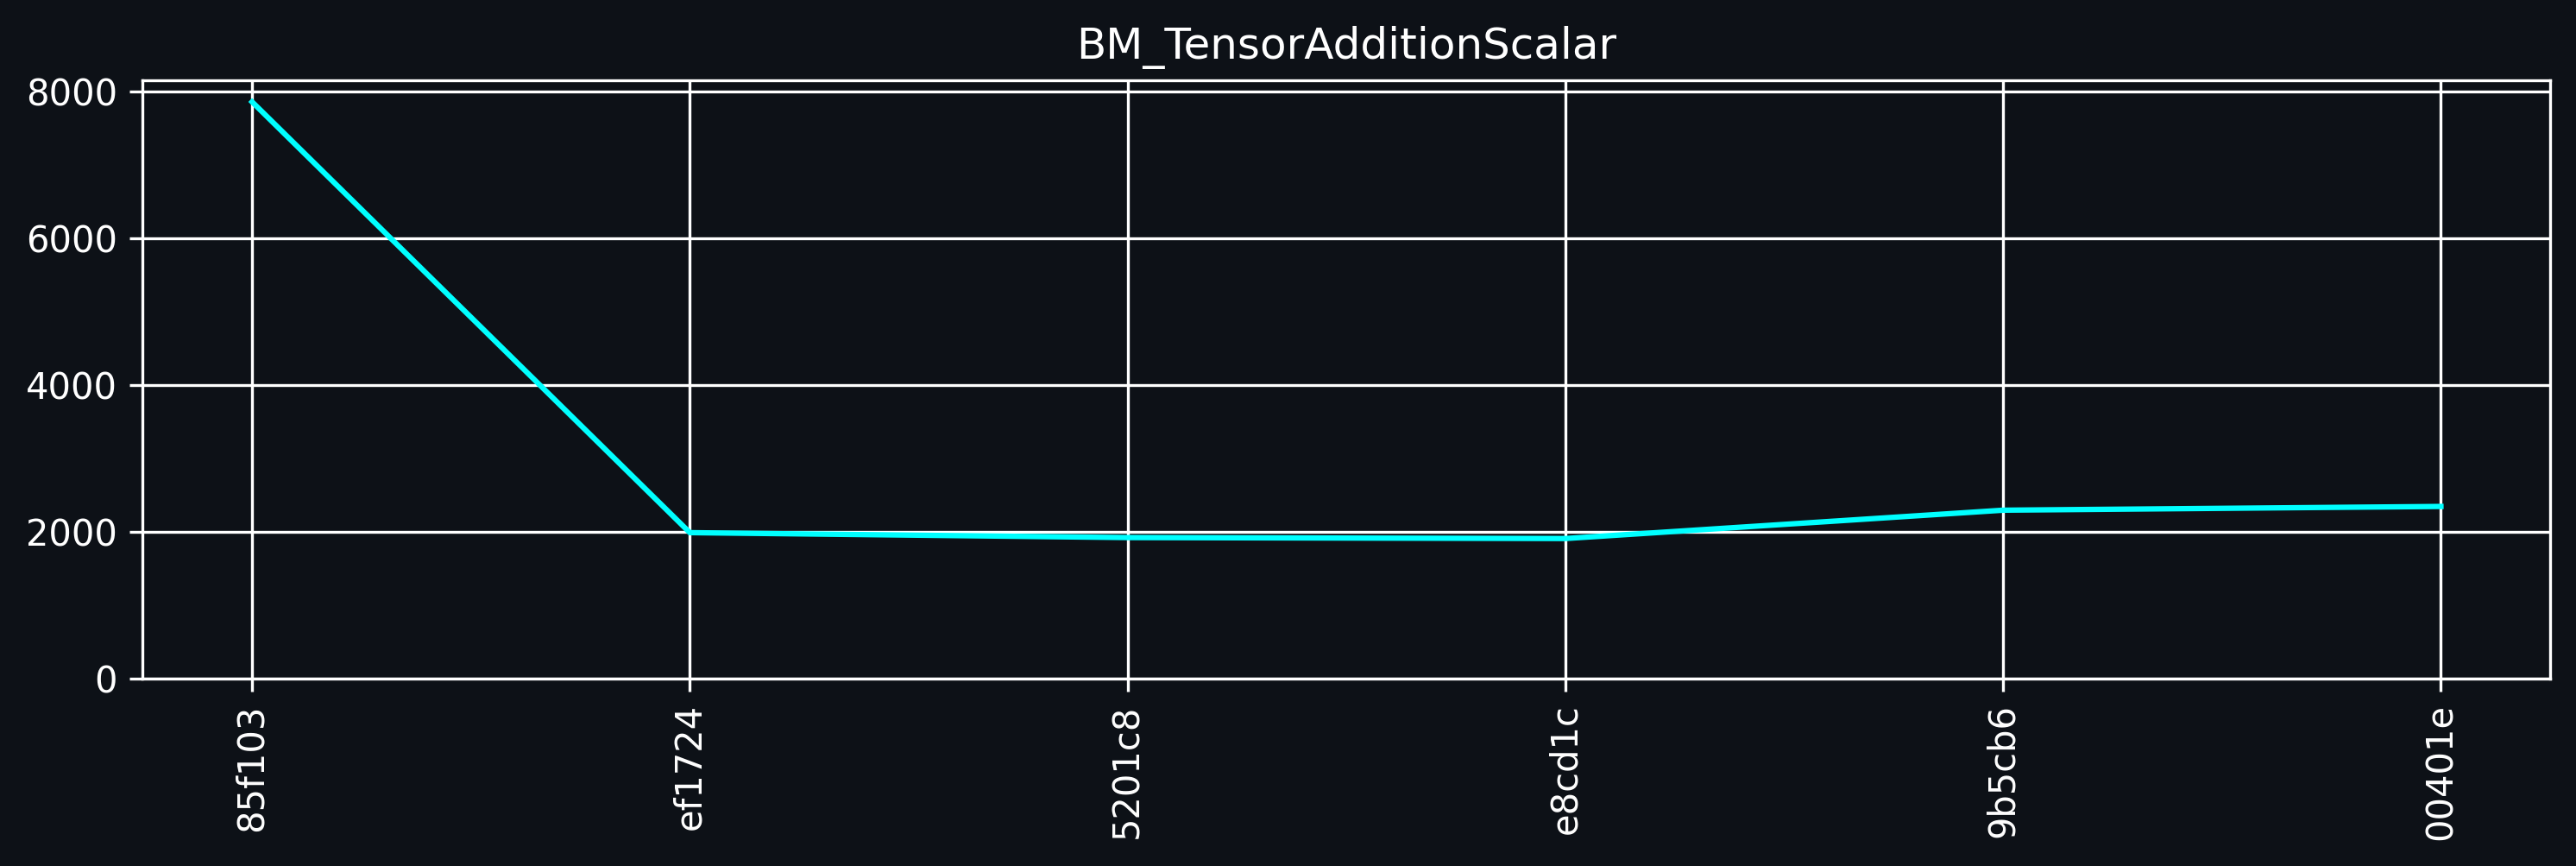 BM_TensorAdditionScalar
8000
6000
4000
2000
0
85f103
ef1724
5201c8
e8cd1c
9b5cb6
00401e